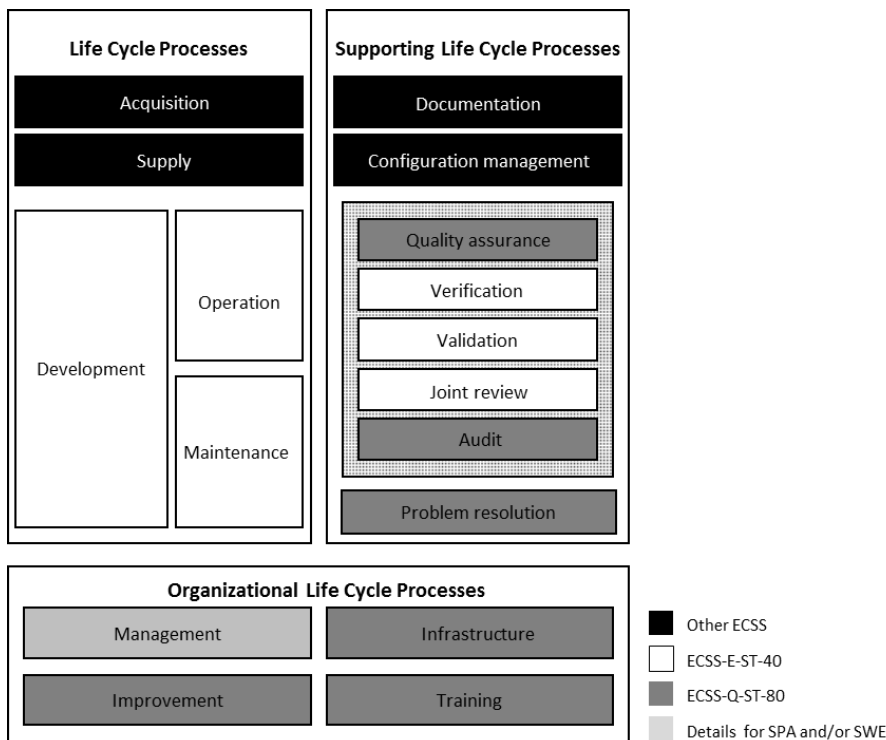 Life Cycle Processes
Acquisition
Supply
Development
Operation
Maintenance
Supporting Life Cycle Processes
Documentation
Configuration management
Quality assurance
Verification
Validation
Joint review
Audit
Problem resolution
Organizational Life Cycle Processes
Management
Infrastructure
Improvement
Training
Other ECSS
ECSS-E-ST-40
ECSS-Q-ST-80
Details for SPA and/or SWE